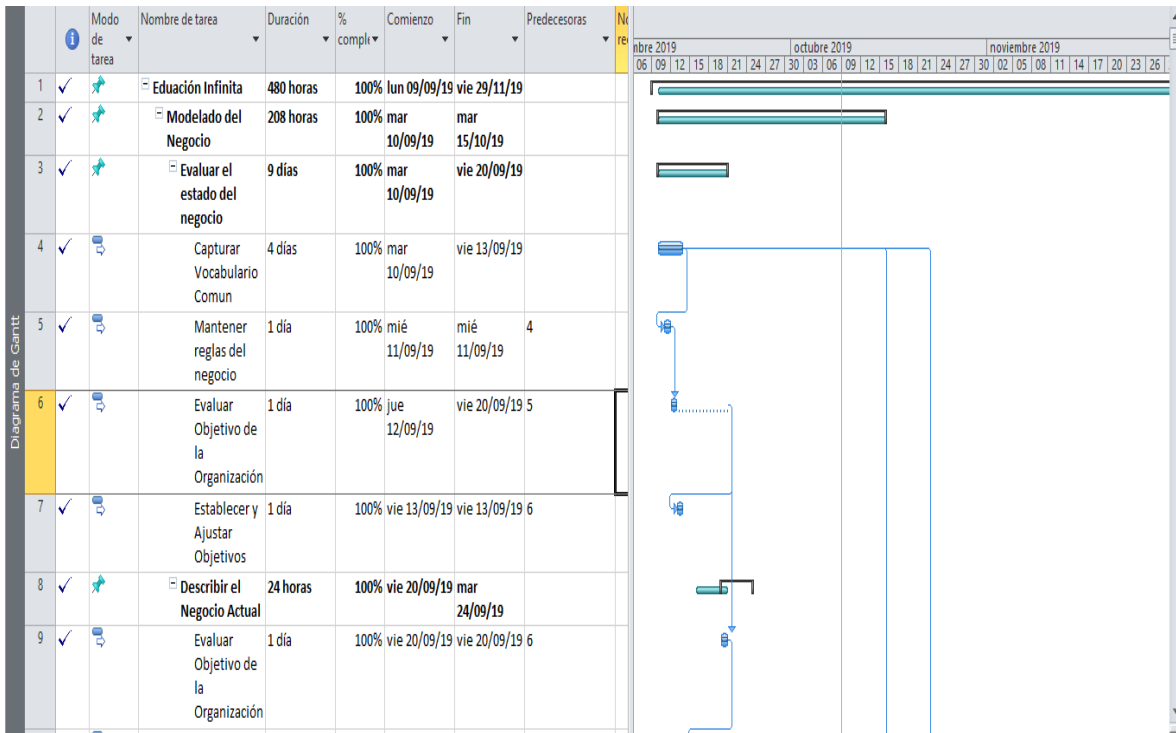 Modo de tarea Nombre de tarea Duración % comple Comienzo Fin Predecesoras
mbre 2019 octubre 2019 noviembre 2019
06 09 12 15 18 21 24 27 30 03 06 09 12 15 18 21 24 27 30 02 05 08 11 14 17 20 23 26
Diagrama de Gantt
1 Eduación Infinita 480 horas 100% lun 09/09/19 vie 29/11/19
2 Modelado del Negocio 208 horas 100% mar 10/09/19 mar 15/10/19
3 Evaluar el estado del negocio 9 días 100% mar 10/09/19 vie 20/09/19
4 Capturar Vocabulario Comun 4 días 100% mar 10/09/19 vie 13/09/19
5 Mantener reglas del negocio 1 día 100% mié 11/09/19 mié 11/09/19 4
6 Evaluar Objetivo de la Organización 1 día 100% jue 12/09/19 vie 20/09/19 5
7 Establecer y Ajustar Objetivos 1 día 100% vie 13/09/19 vie 13/09/19 6
8 Describir el Negocio Actual 24 horas 100% vie 20/09/19 mar 24/09/19
9 Evaluar Objetivo de la Organización 1 día 100% vie 20/09/19 vie 20/09/19 6